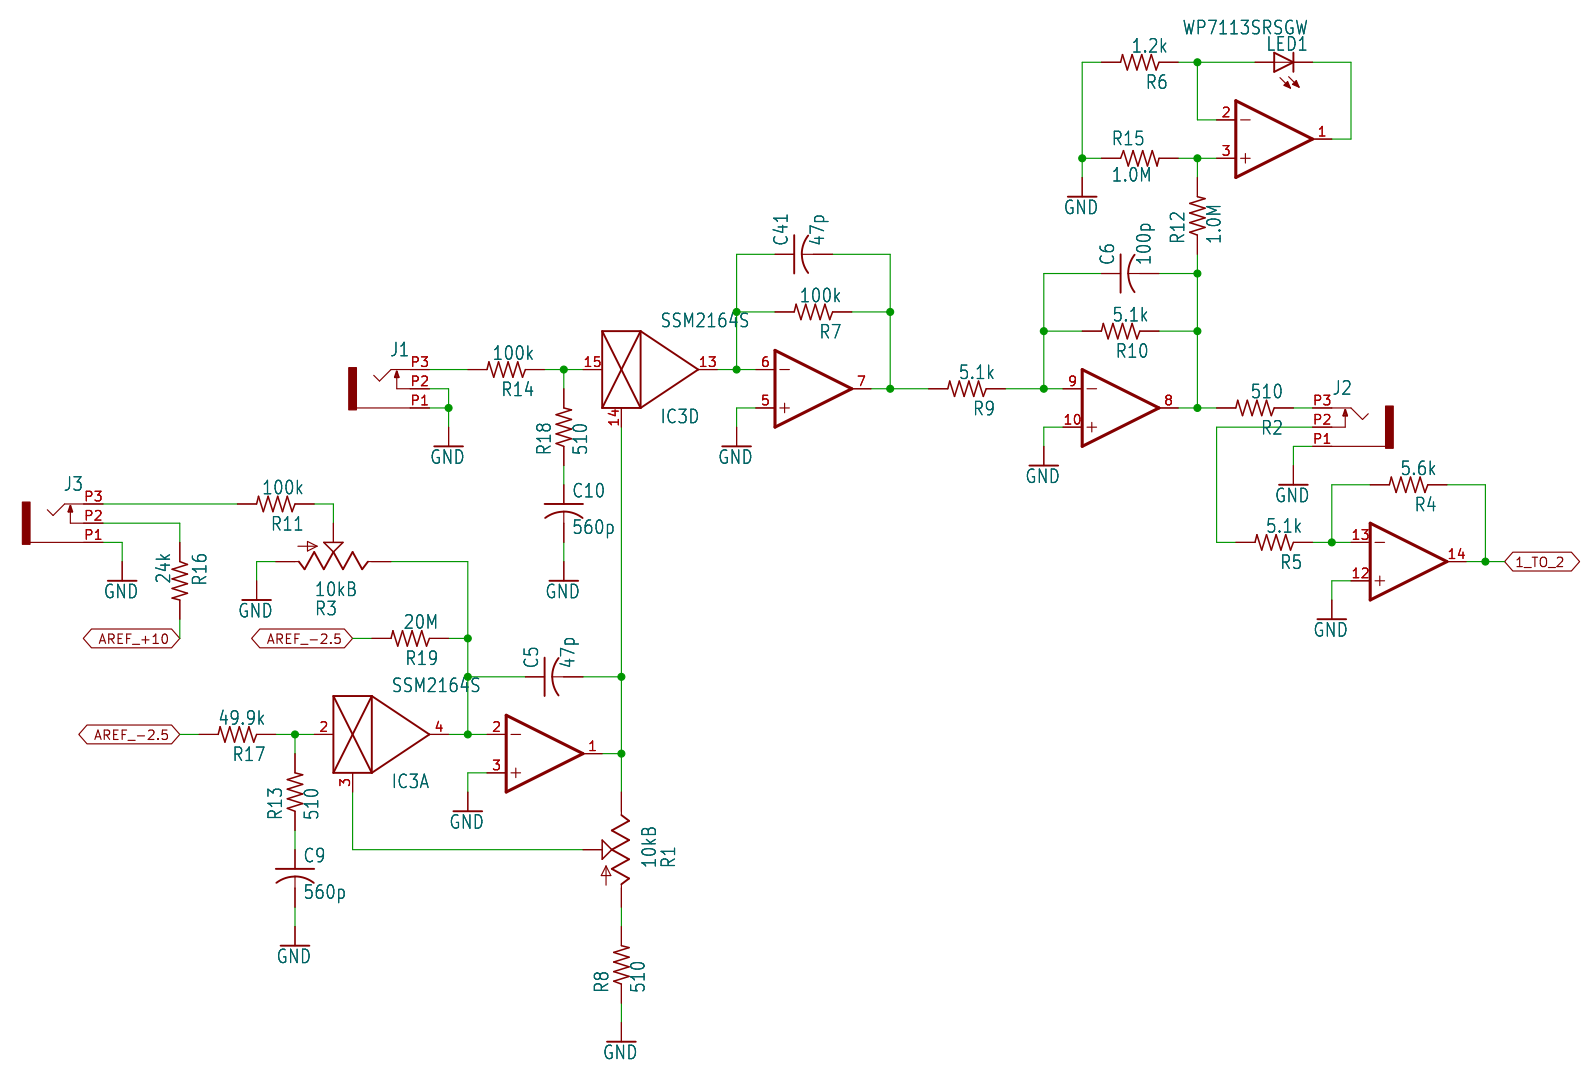 WP7113SRSGW
LED1
1.2k
R6
2
1
3
R15
1.0M
GND
R12
1.0M
C41
47p
C6
100p
100k
R7
SSM2164S
5.1k
R10
J1
P3
P2
P1
100k
R14
15
13
14
IC3D
6
5
7
GND
5.1k
R9
9
10
8
GND
510
R2
J2
P3
P2
P1
GND
GND
R18
510
C10
560p
GND
5.6k
R4
5.1k
R5
13
12
14
1_TO_2
GND
J3
P3
P2
P1
100k
R11
GND
24k
R16
10kB
R3
GND
AREF_+10
AREF_-2.5
20M
R19
C5
47p
SSM2164S
AREF_-2.5
49.9k
R17
2
4
3
IC3A
2
3
1
GND
R13
510
C9
560p
GND
10kB
R1
R8
510
GND